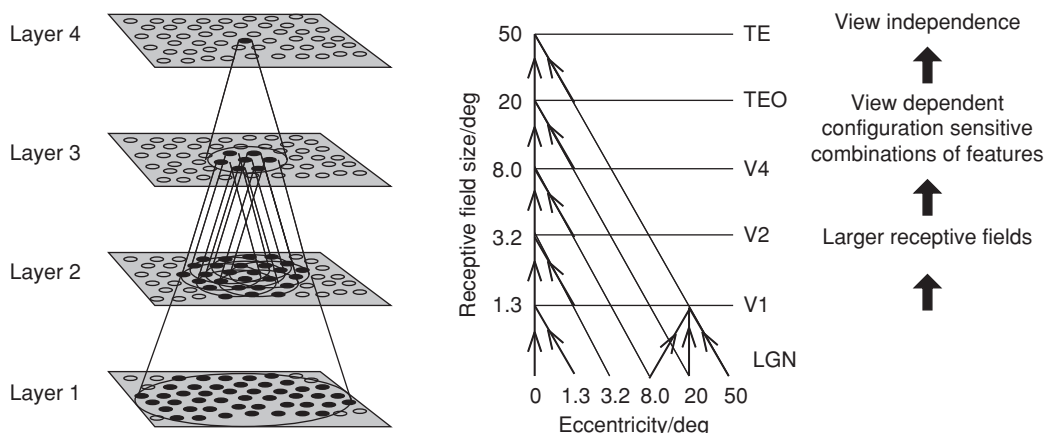 Layer 4
Layer 3
Layer 2
Layer 1
Receptive field size/deg
50
20
8.0
3.2
1.3
TE
TEO
V4
V2
V1
LGN
0 1.3 3.2 8.0 20 50
Eccentricity/deg
View independence
View dependent
configuration sensitive
combinations of features
Larger receptive fields